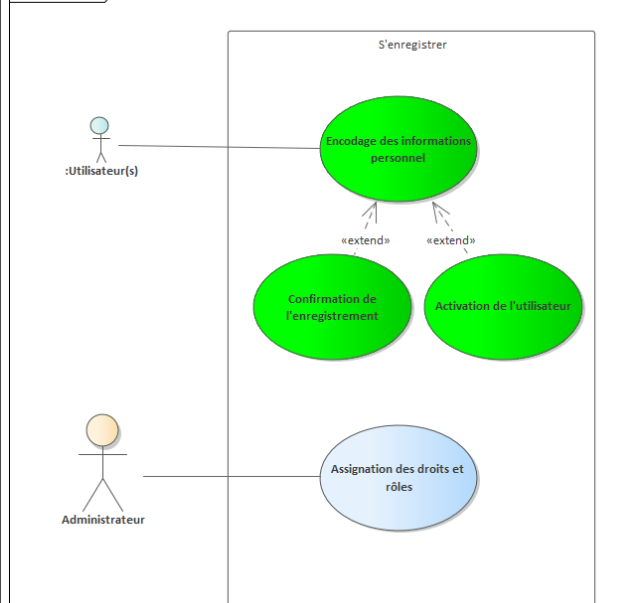 S'enregistrer
Encodage des informations
personnel
:Utilisateur(s)
«extend»
«extend»
Confirmation de
l'enregistrement
Activation de l'utilisateur
Assignation des droits et
rôles
Administrateur